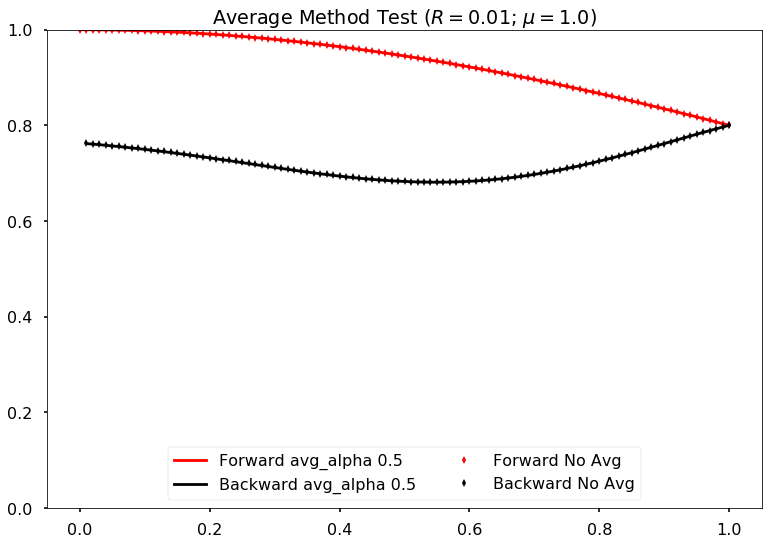 Average Method Test (R = 0.01; μ = 1.0)
1.0
0.8
0.6
0.4
0.2
0.0
Forward avg_alpha 0.5
Forward No Avg
Backward avg_alpha 0.5
Backward No Avg
0.0 0.2 0.4 0.6 0.8 1.0